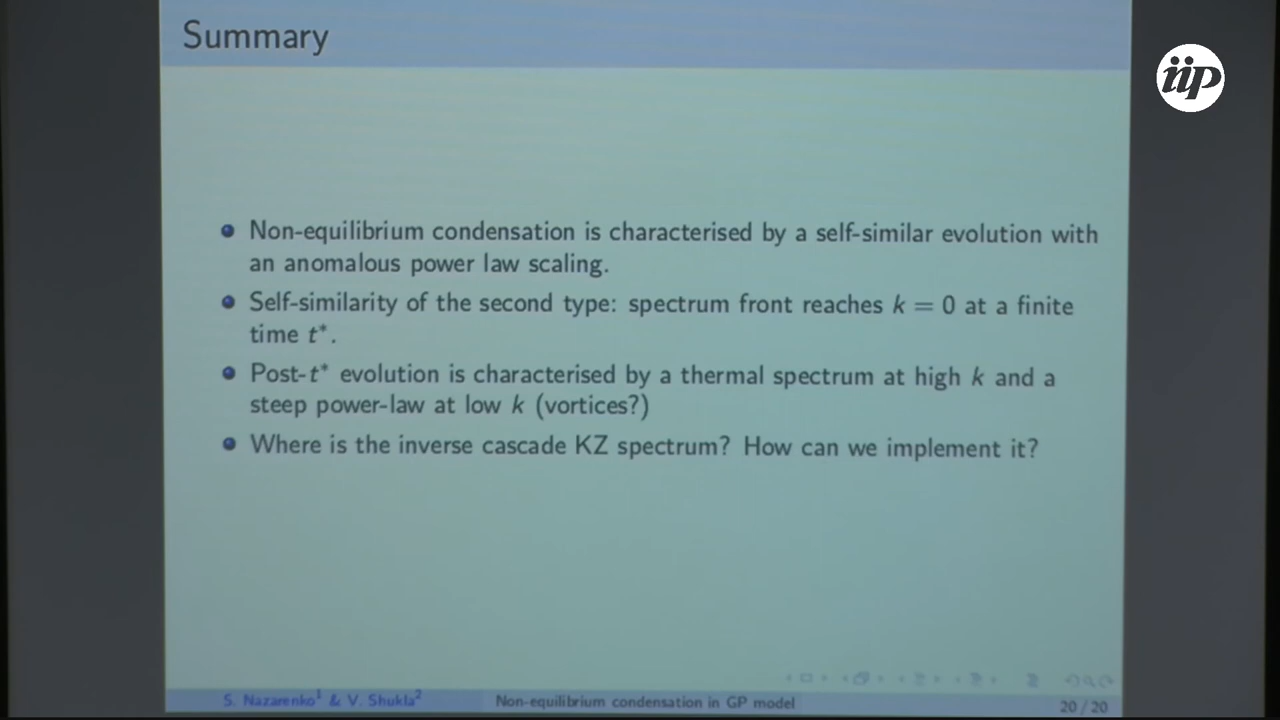 Summary
iip
Non-equilibrium condensation is characterised by a self-similar evolution with
an anomalous power law scaling.
Self-similarity of the second type: spectrum front reaches k = 0 at a finite
time t*.
Post-t* evolution is characterised by a thermal spectrum at high k and a
steep power-law at low k (vortices?)
Where is the inverse cascade KZ spectrum? How can we implement it?
S. Nazarenko¹ & V. Shukla² Non-equilibrium condensation in GP model 20 / 20